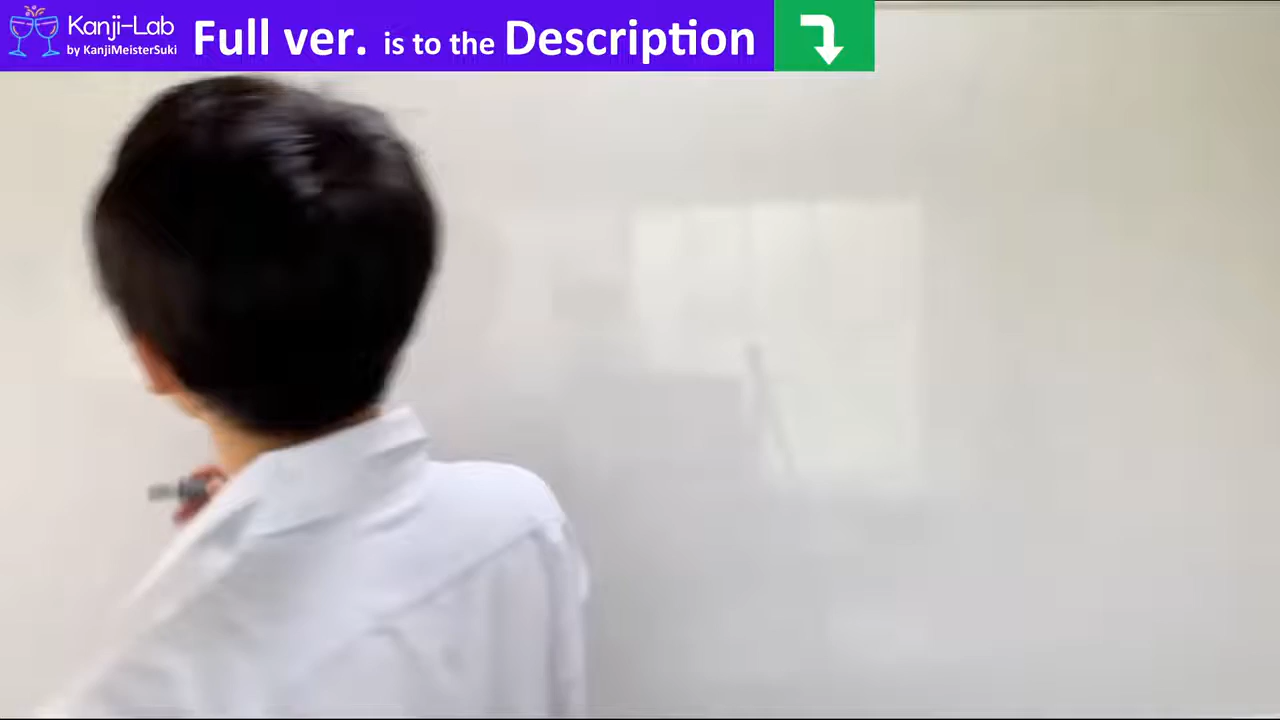 Kanji-Lab
by KanjiMeisterSuki
Full ver. is to the Description